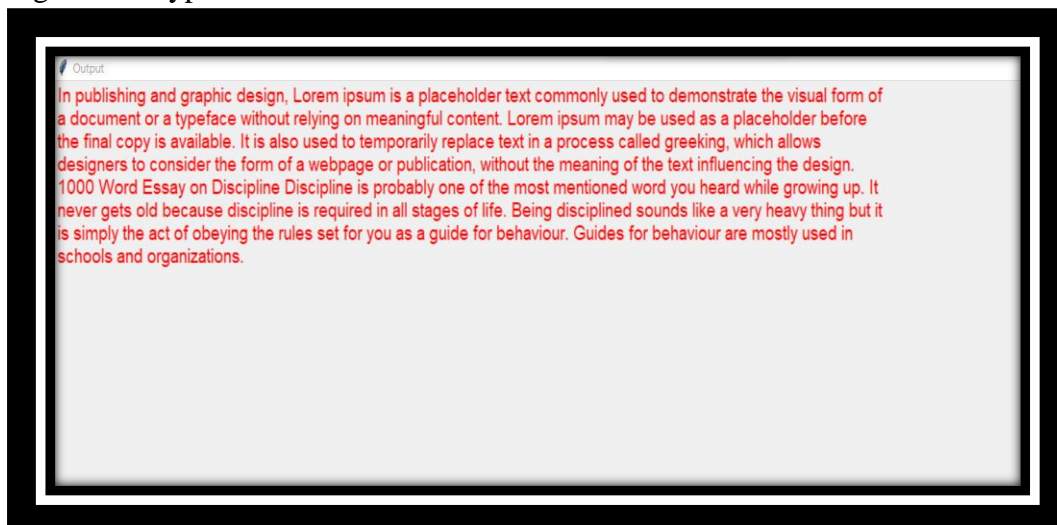 Output
In publishing and graphic design, Lorem ipsum is a placeholder text commonly used to demonstrate the visual form of
a document or a typeface without relying on meaningful content. Lorem ipsum may be used as a placeholder before
the final copy is available. It is also used to temporarily replace text in a process called greeking, which allows
designers to consider the form of a webpage or publication, without the meaning of the text influencing the design.
1000 Word Essay on Discipline Discipline is probably one of the most mentioned word you heard while growing up. It
never gets old because discipline is required in all stages of life. Being disciplined sounds like a very heavy thing but it
is simply the act of obeying the rules set for you as a guide for behaviour. Guides for behaviour are mostly used in
schools and organizations.